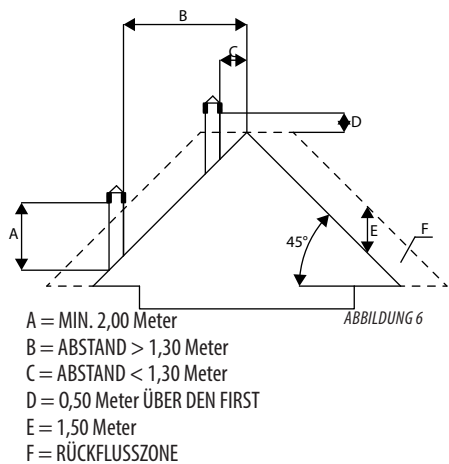 B
C
D
A
E
F
45°
ABBILDUNG 6
A = MIN. 2,00 Meter
B = ABSTAND > 1,30 Meter
C = ABSTAND < 1,30 Meter
D = 0,50 Meter ÜBER DEN FIRST
E = 1,50 Meter
F = RÜCKFLUSSZONE